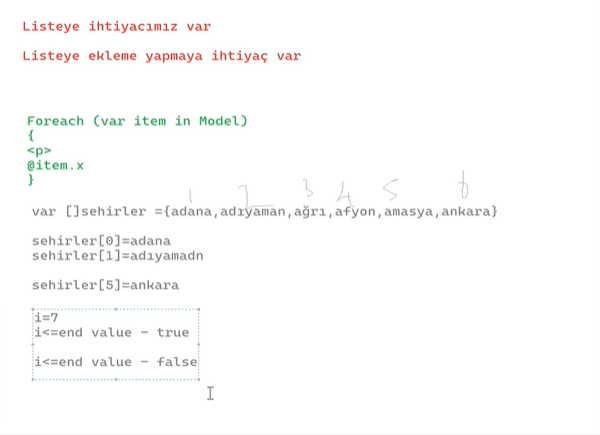 Listeye ihtiyacımız var
Listeye ekleme yapmaya ihtiyaç var
Foreach (var item in Model)
{
<p>
@item.x
}
1 2 3 4 5 6
var []sehirler ={adana,adıyaman,ağrı,afyon,amasya,ankara}
sehirler[0]=adana
sehirler[1]=adıyamadn
sehirler[5]=ankara
i=7
i<=end value - true
i<=end value - false